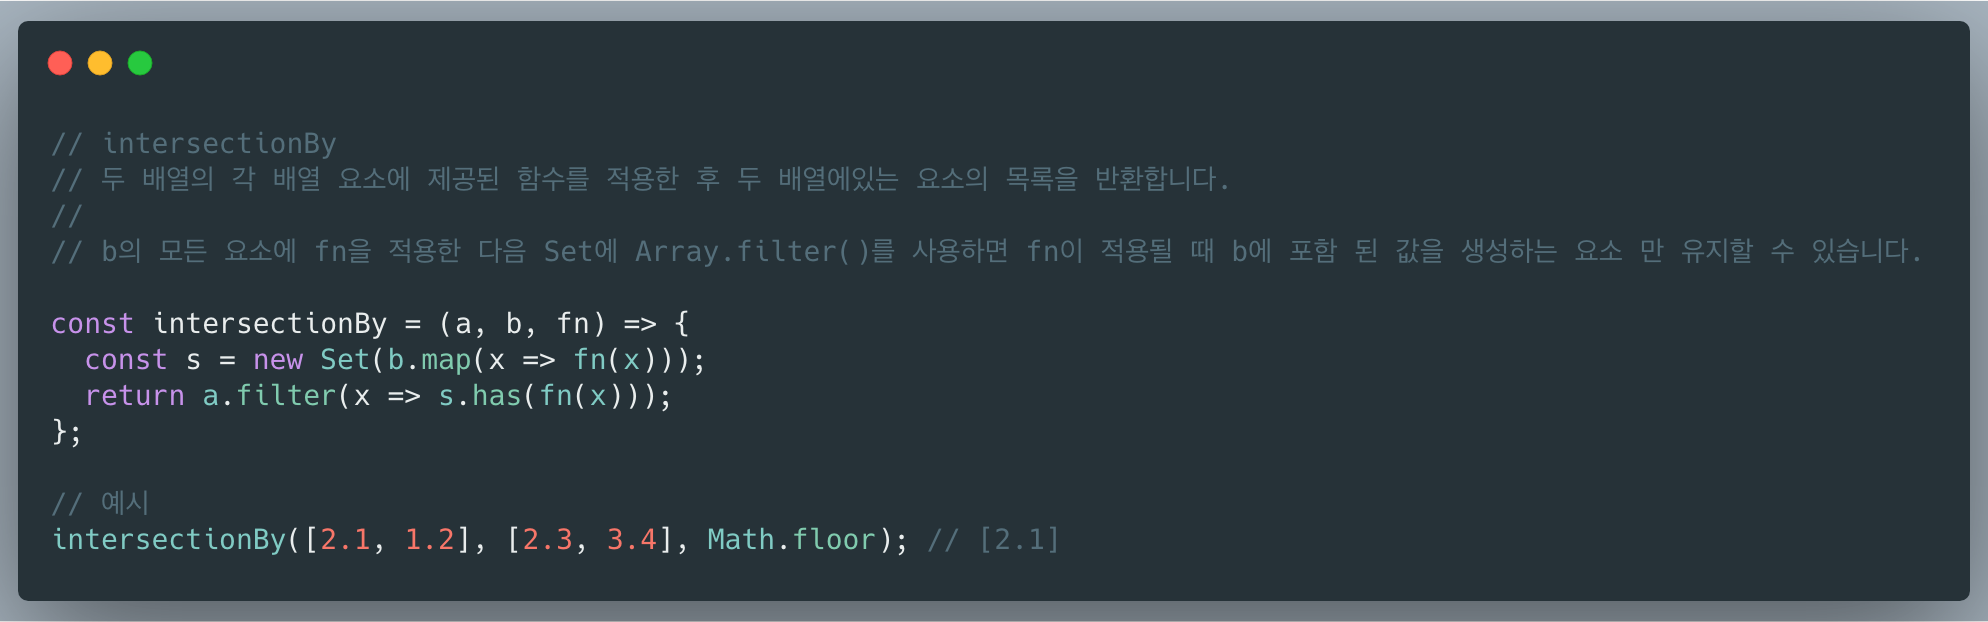 // intersectionBy
// 두 배열의 각 배열 요소에 제공된 함수를 적용한 후 두 배열에있는 요소의 목록을 반환합니다.
//
// b의 모든 요소에 fn을 적용한 다음 Set에 Array.filter()를 사용하면 fn이 적용될 때 b에 포함 된 값을 생성하는 요소 만 유지할 수 있습니다.
const intersectionBy = (a, b, fn) => {
  const s = new Set(b.map(x => fn(x)));
  return a.filter(x => s.has(fn(x)));
};
// 예시
intersectionBy([2.1, 1.2], [2.3, 3.4], Math.floor); // [2.1]